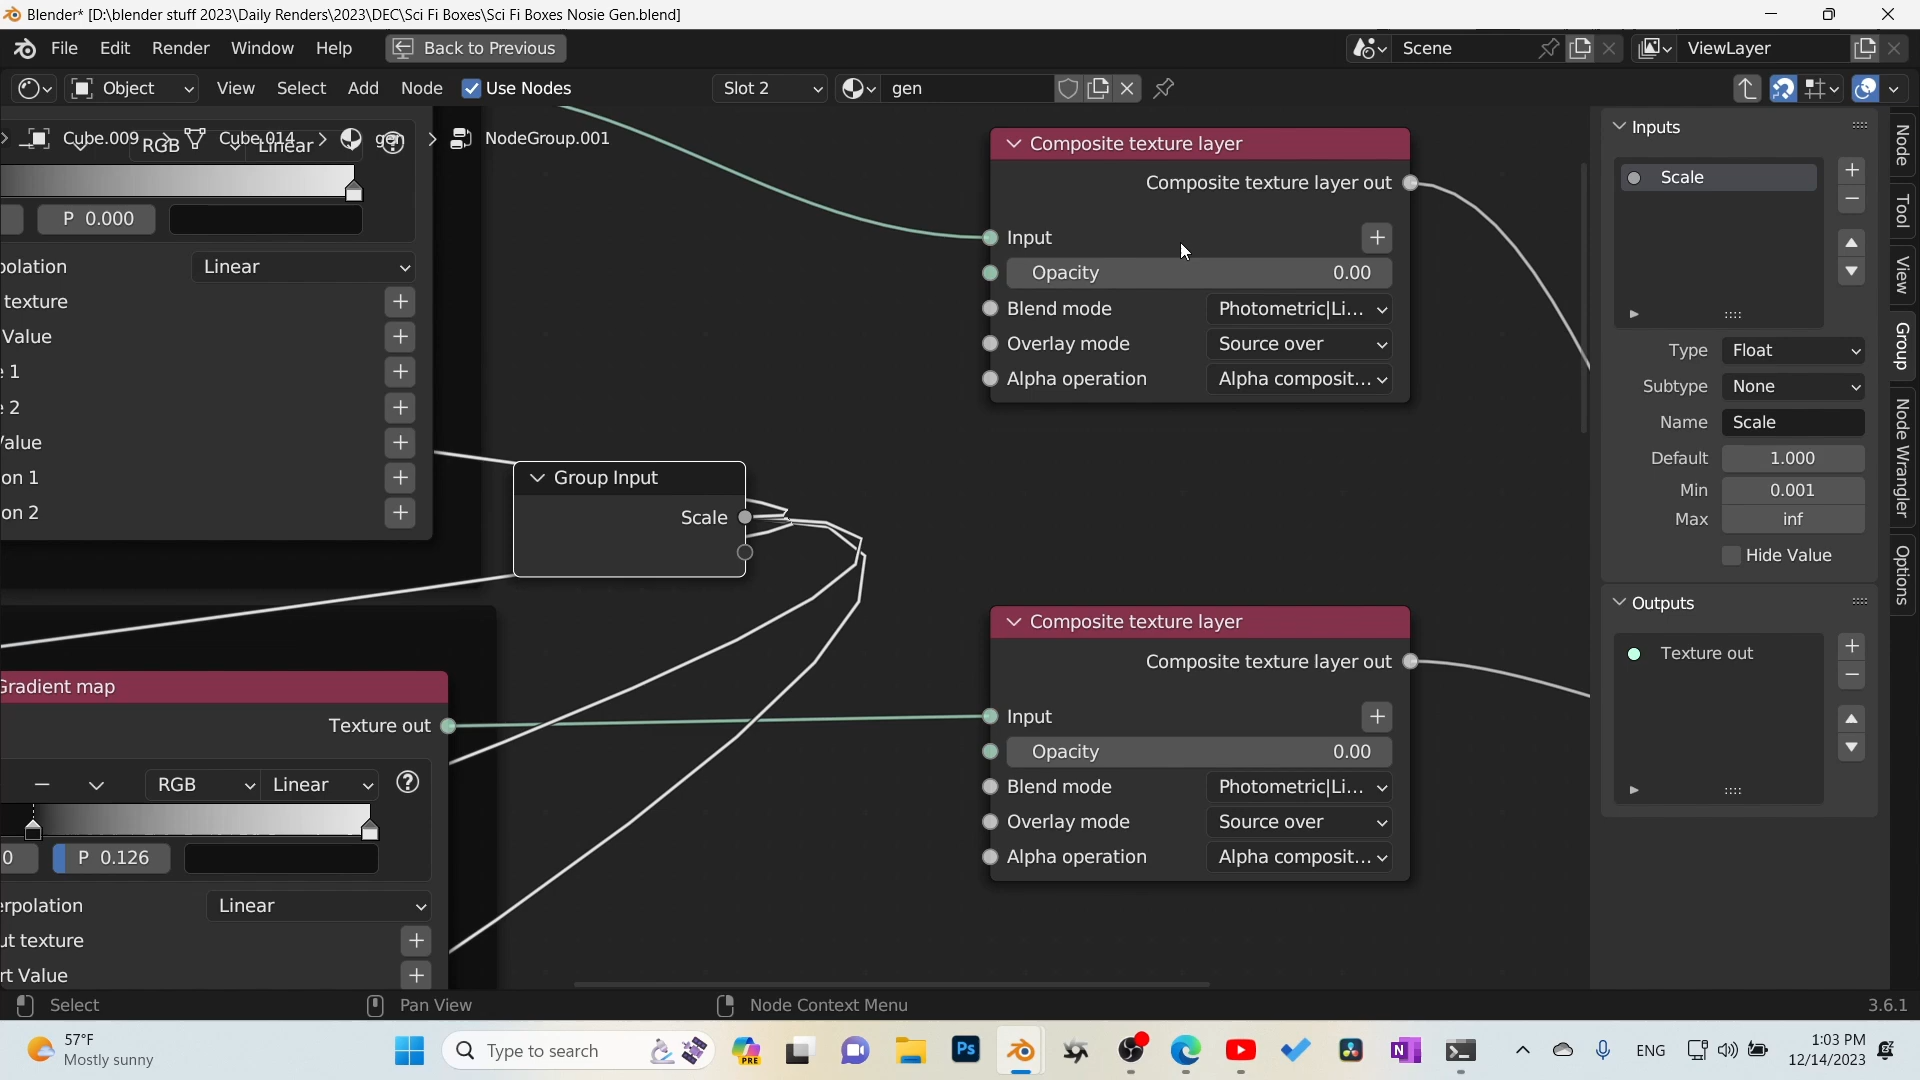 Blender* [D:\blender stuff 2023\Daily Renders\2023\DEC\Sci Fi Boxes\Sci Fi Boxes Nosie Gen.blend]
File Edit Render Window Help Back to Previous Scene ViewLayer
Object View Select Add Node Use Nodes Slot 2 gen
Cube.009 > Cube.014 > gen > NodeGroup.001
RGB Linear
P 0.000
polation Linear
texture
Value
e 1
e 2
Value
on 1
on 2
Composite texture layer
Composite texture layer out
Input
Opacity 0.00
Blend mode Photometric|Li...
Overlay mode Source over
Alpha operation Alpha composit...
Group Input
Scale
Gradient map
Texture out
RGB Linear
0 P 0.126
erpolation Linear
ut texture
rt Value
Composite texture layer
Composite texture layer out
Input
Opacity 0.00
Blend mode Photometric|Li...
Overlay mode Source over
Alpha operation Alpha composit...
Inputs
Scale
Type Float
Subtype None
Name Scale
Default 1.000
Min 0.001
Max inf
Hide Value
Outputs
Texture out
Node
Tool
View
Group
Node Wrangler
Options
Select Pan View Node Context Menu 3.6.1
57°F
Mostly sunny
Type to search
PRE
Ps
N
ENG
1:03 PM
12/14/2023